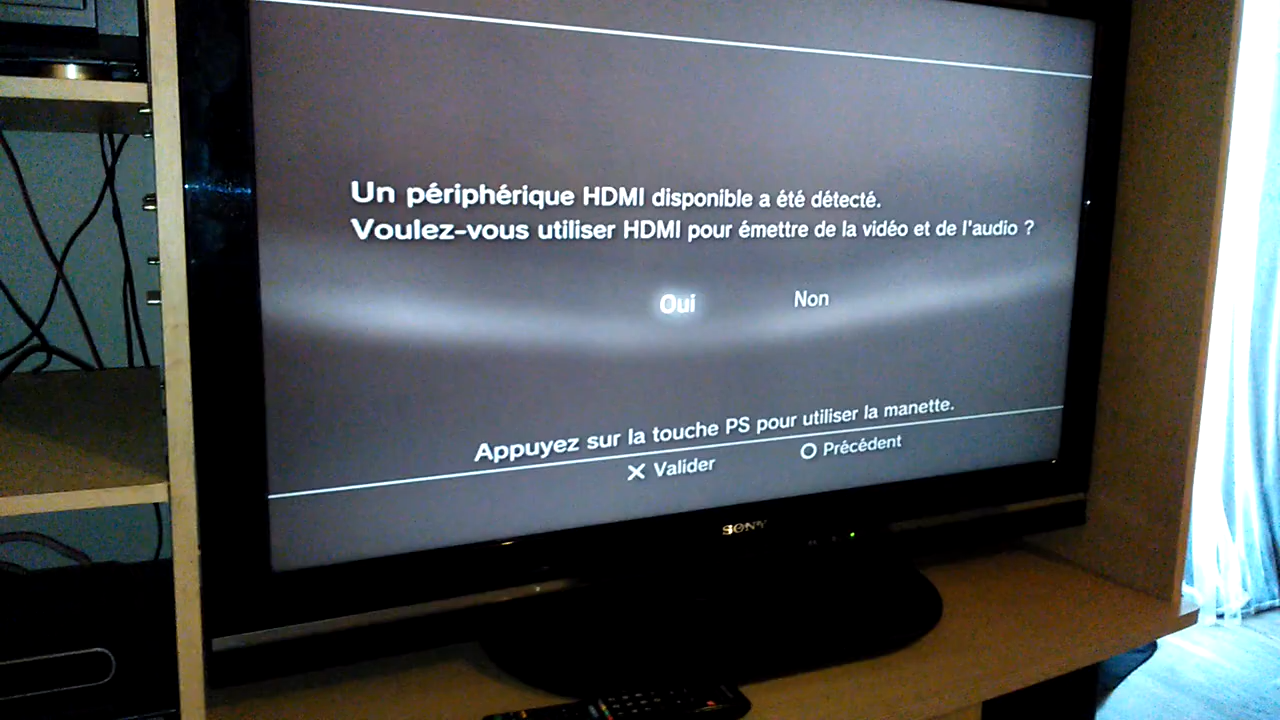 Un périphérique HDMI disponible a été détecté.
Voulez-vous utiliser HDMI pour émettre de la vidéo et de l'audio ?
Oui Non
Appuyez sur la touche PS pour utiliser la manette.
Valider Précédent
SONY